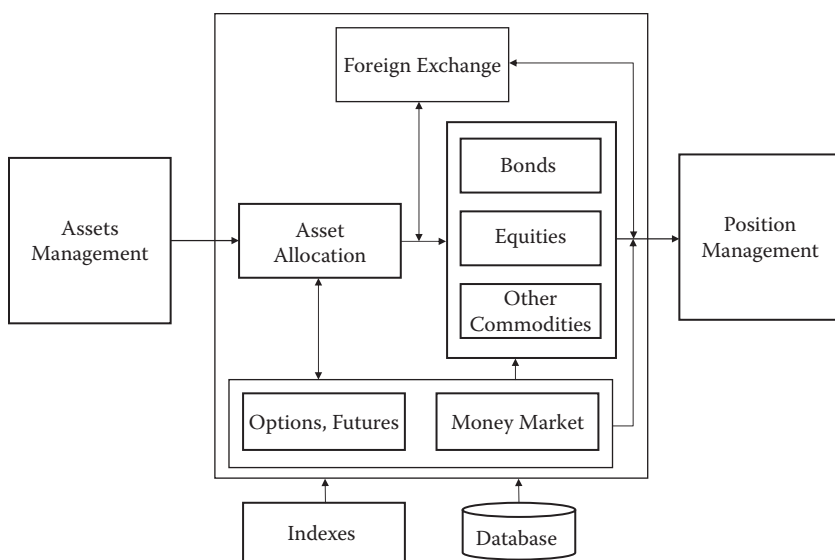 Foreign Exchange
Bonds
Assets
Management
Asset
Allocation
Equities
Position
Management
Other
Commodities
Options, Futures
Money Market
Indexes
Database